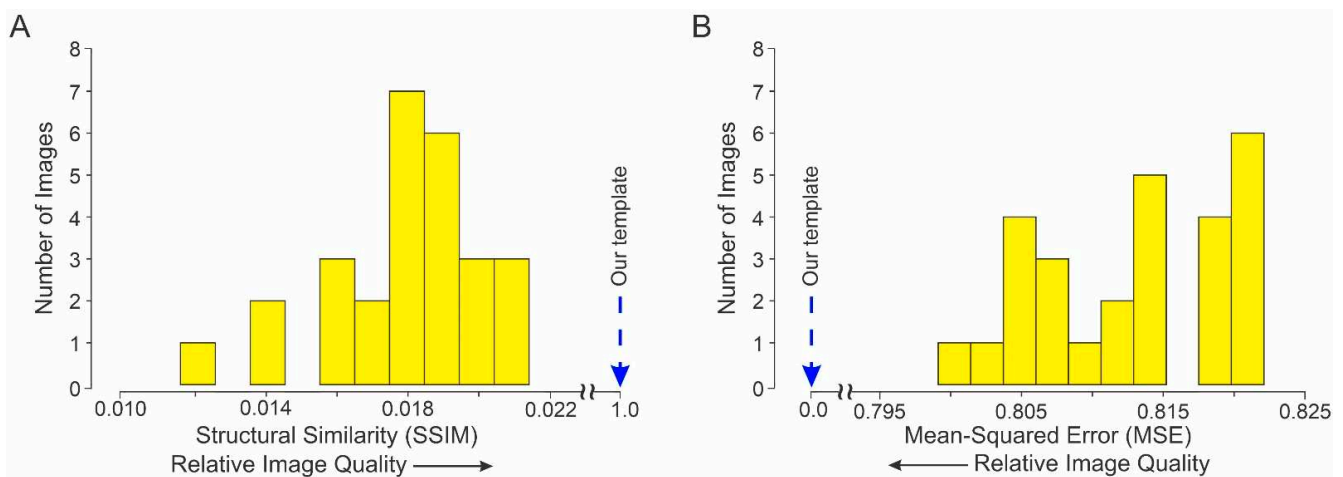 A
8
7
6
5
4
3
2
1
0
Number of Images
Our template
0.010
0.014
0.018
0.022
1.0
Structural Similarity (SSIM)
Relative Image Quality
B
8
7
6
5
4
3
2
1
0
Number of Images
Our template
0.0
0.795
0.805
0.815
0.825
Mean-Squared Error (MSE)
Relative Image Quality